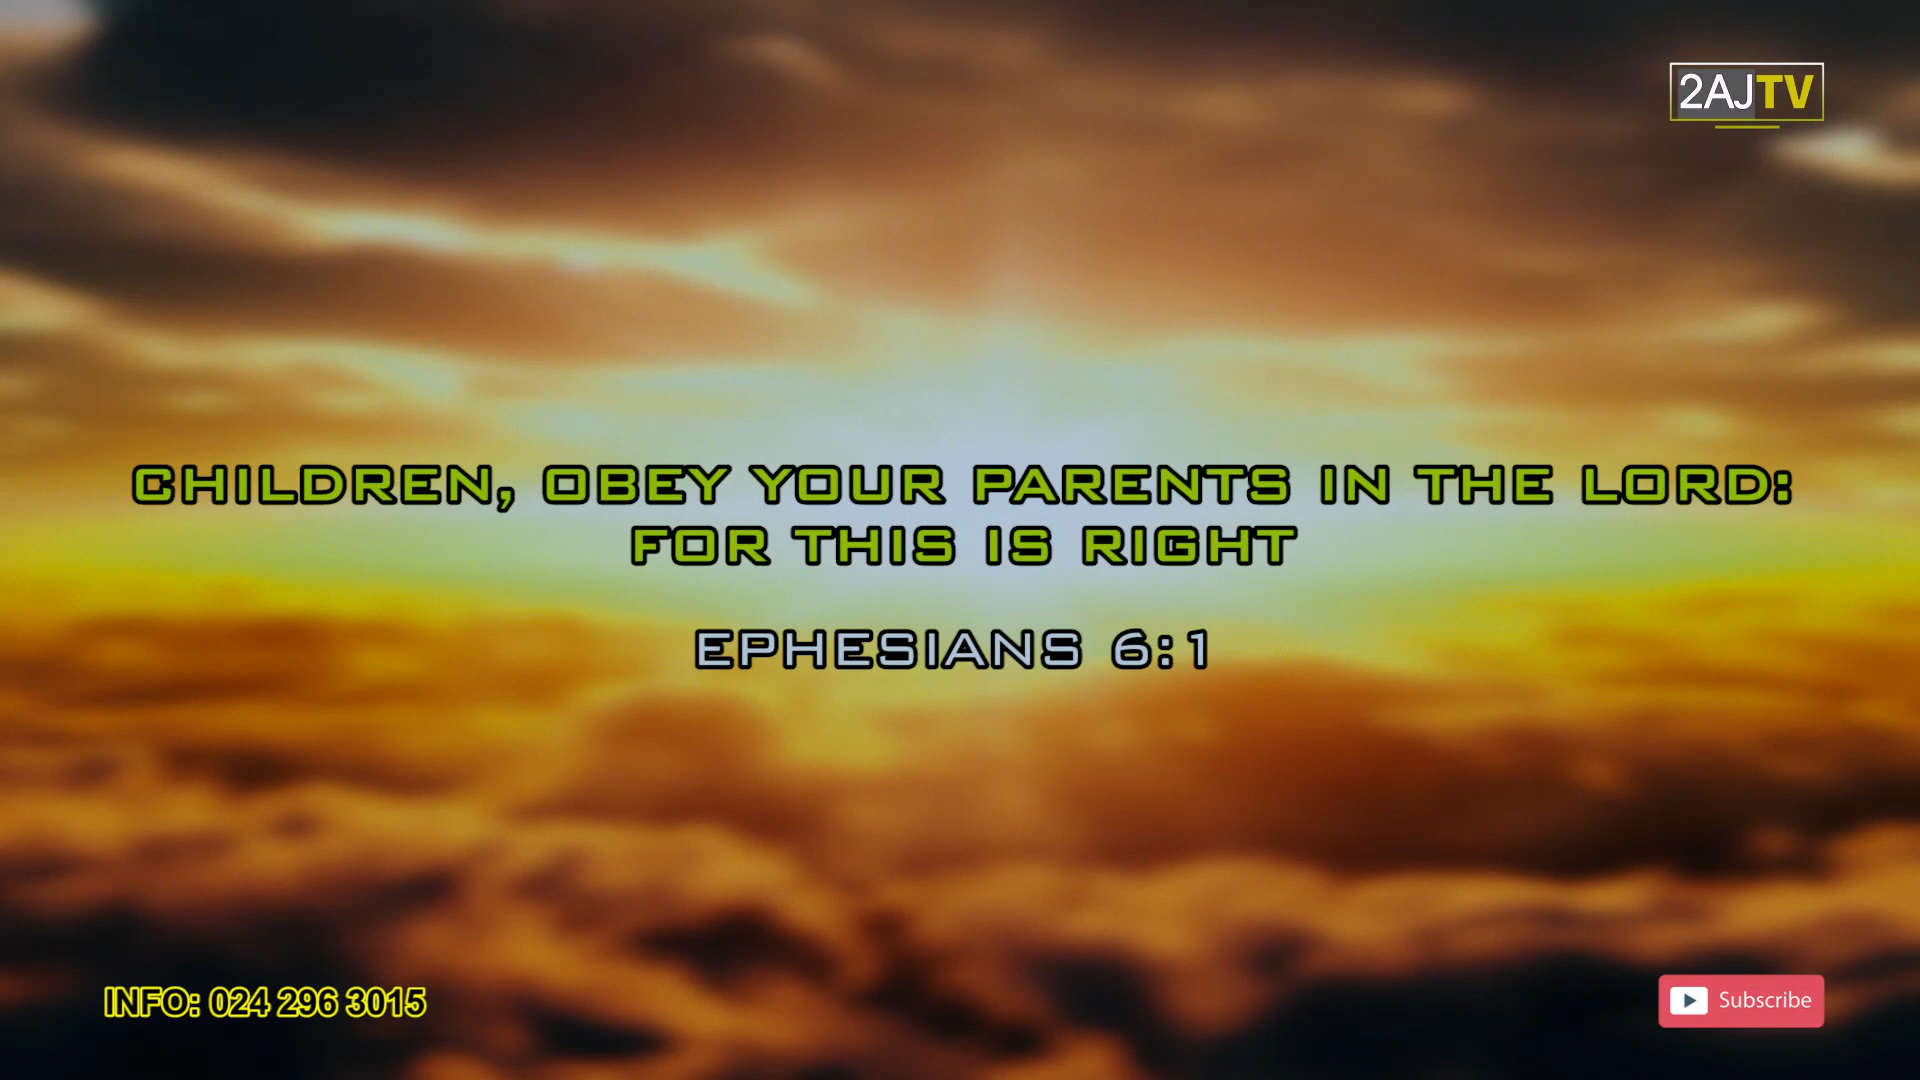 2AJTV
CHILDREN, OBEY YOUR PARENTS IN THE LORD:
FOR THIS IS RIGHT
EPHESIANS 6:1
INFO: 024 296 3015
Subscribe